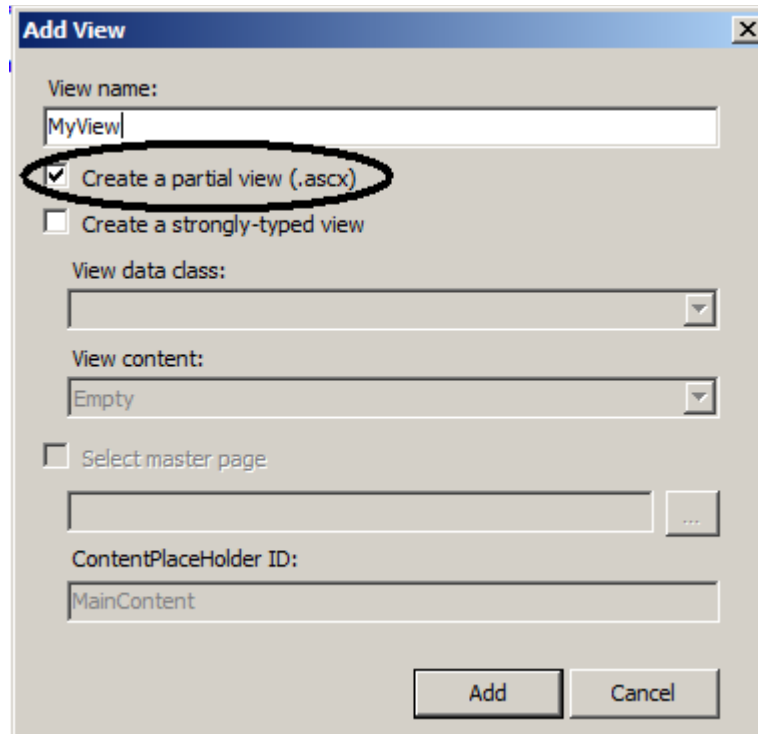 Add View
View name:
MyView
Create a partial view (.ascx)
Create a strongly-typed view
View data class:
View content:
Empty
Select master page
...
ContentPlaceHolder ID:
MainContent
Add Cancel